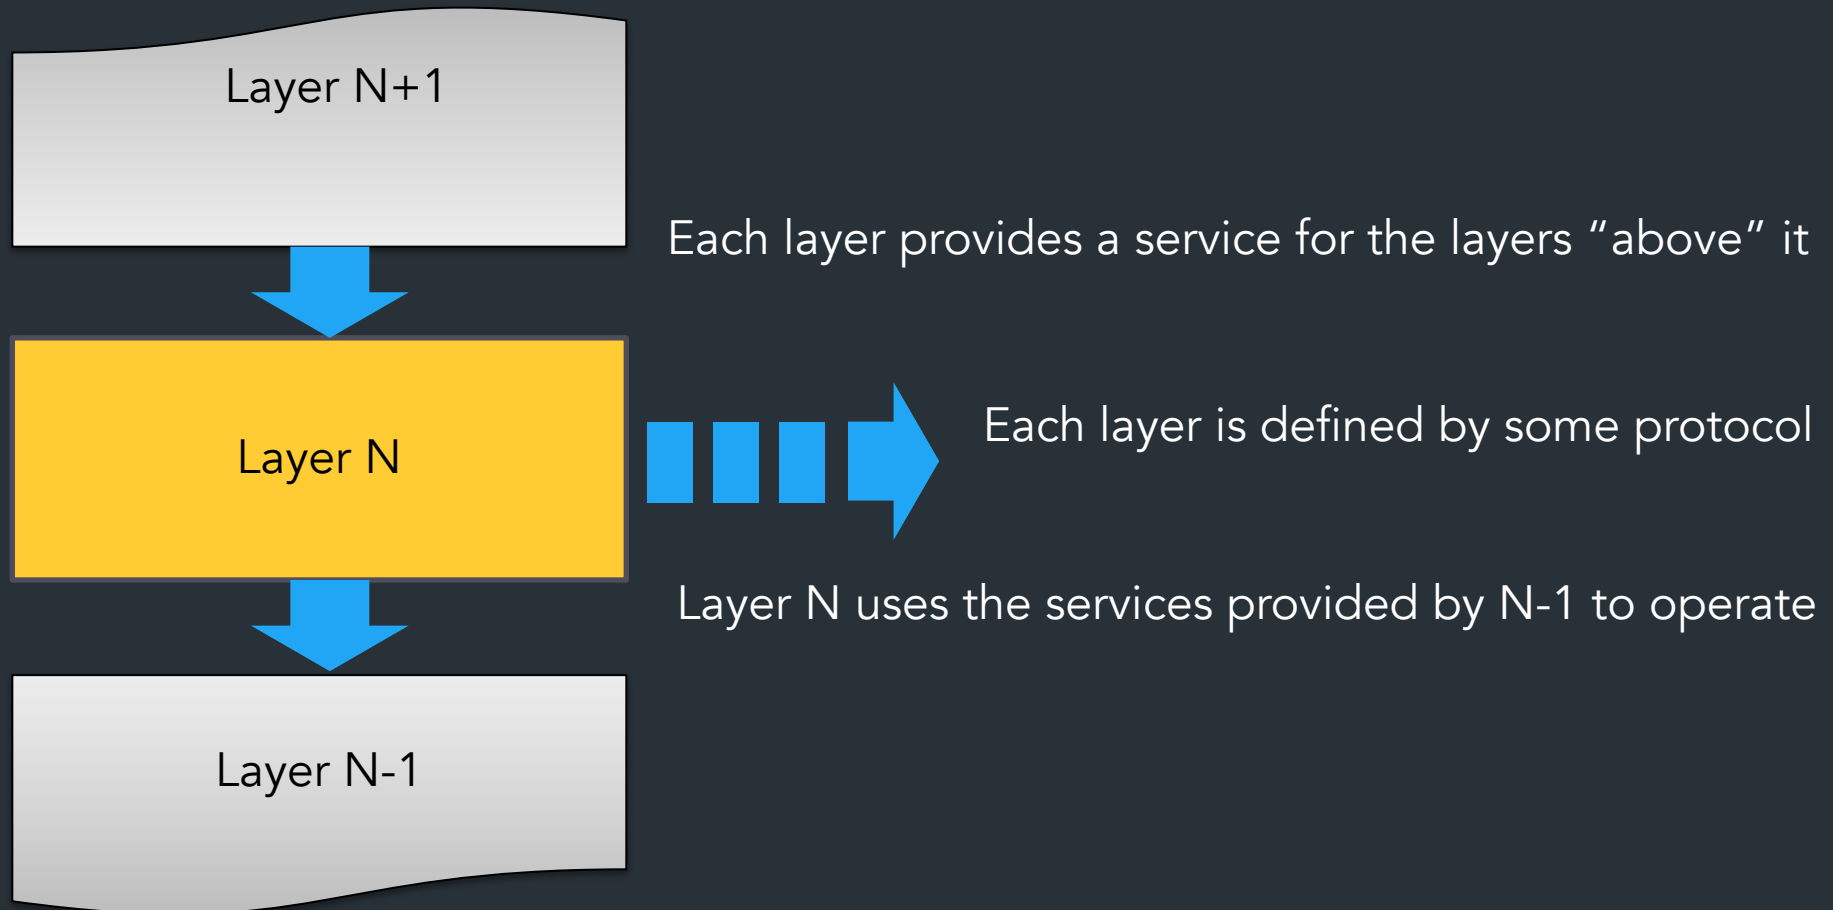 Layer N+1
Each layer provides a service for the layers “above” it
Each layer is defined by some protocol
Layer N
Layer N uses the services provided by N-1 to operate
Layer N-1